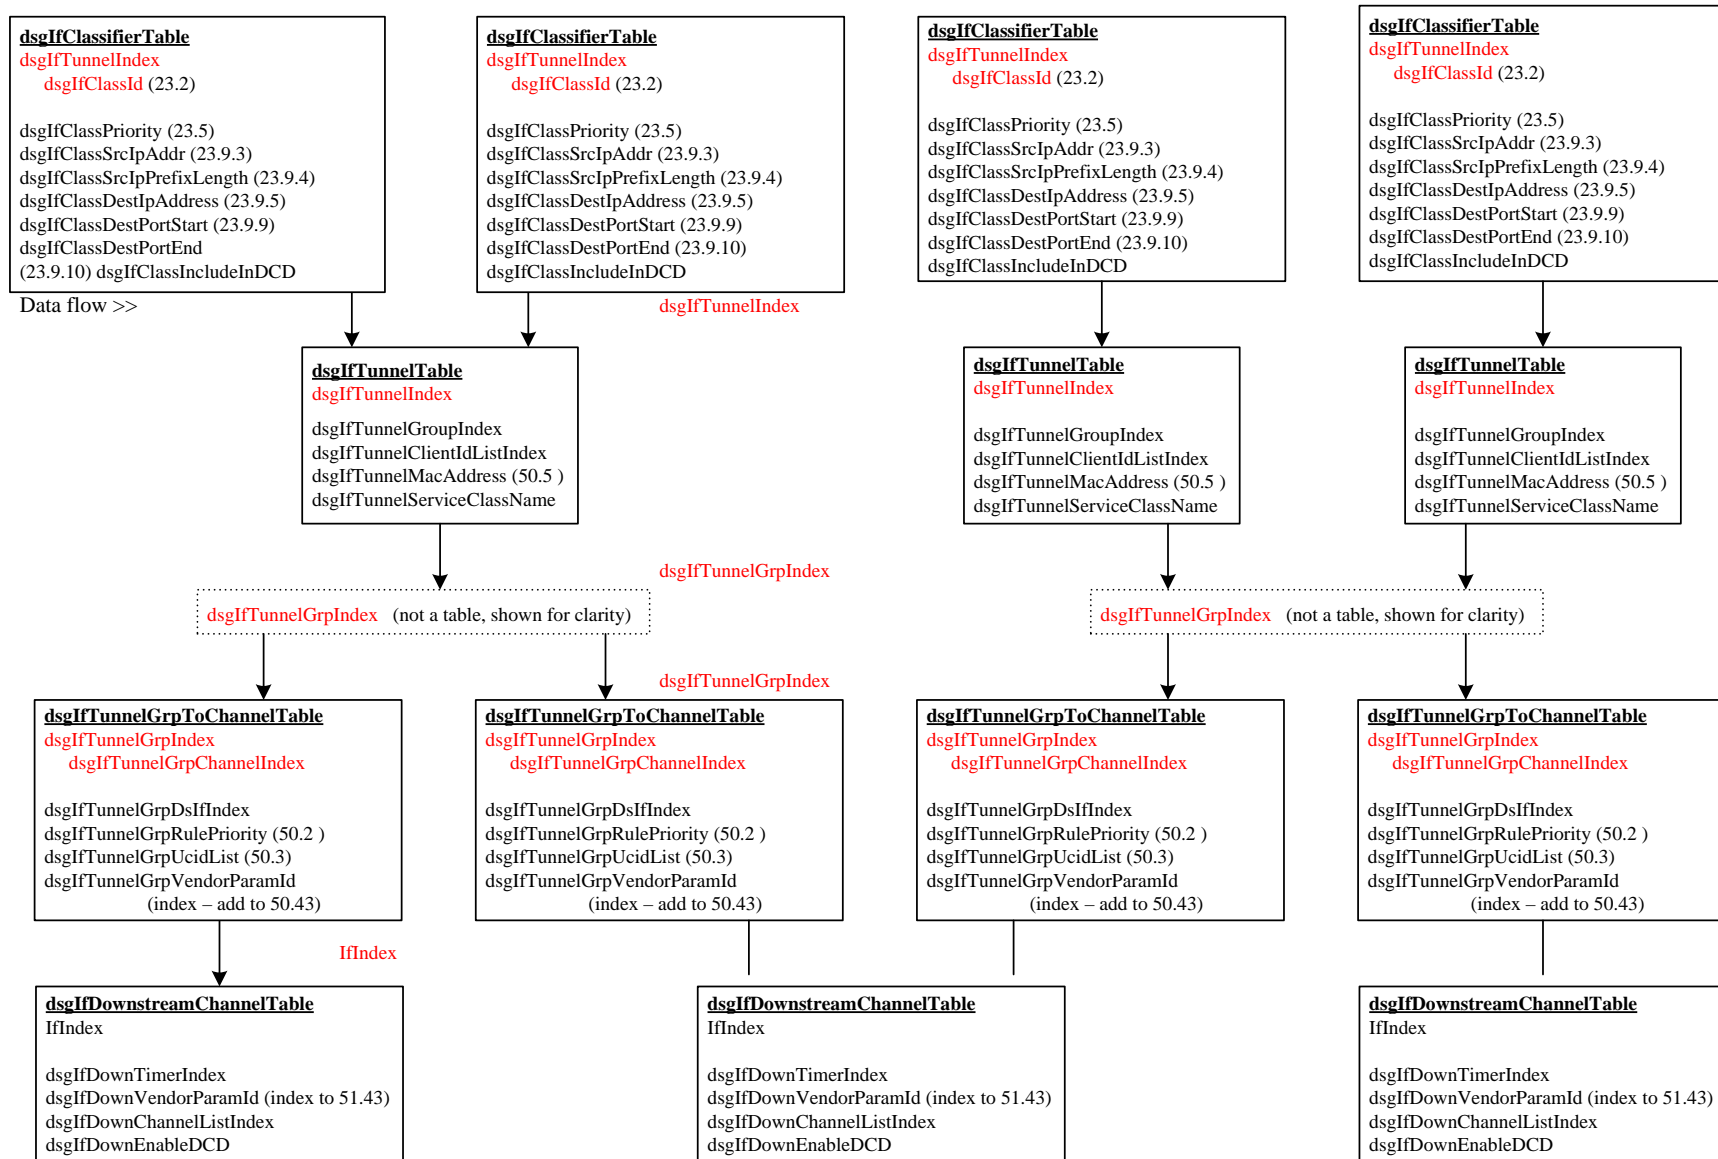 dsgIfClassifierTable
dsgIfTunnelIndex
dsgIfClassId (23.2)
dsgIfClassPriority (23.5)
dsgIfClassSrcIpAddr (23.9.3)
dsgIfClassSrcIpPrefixLength (23.9.4)
dsgIfClassDestIpAddress (23.9.5)
dsgIfClassDestPortStart (23.9.9)
dsgIfClassDestPortEnd
(23.9.10) dsgIfClassIncludeInDCD
dsgIfClassifierTable
dsgIfTunnelIndex
dsgIfClassId (23.2)
dsgIfClassPriority (23.5)
dsgIfClassSrcIpAddr (23.9.3)
dsgIfClassSrcIpPrefixLength (23.9.4)
dsgIfClassDestIpAddress (23.9.5)
dsgIfClassDestPortStart (23.9.9)
dsgIfClassDestPortEnd (23.9.10)
dsgIfClassIncludeInDCD
dsgIfClassifierTable
dsgIfTunnelIndex
dsgIfClassId (23.2)
dsgIfClassPriority (23.5)
dsgIfClassSrcIpAddr (23.9.3)
dsgIfClassSrcIpPrefixLength (23.9.4)
dsgIfClassDestIpAddress (23.9.5)
dsgIfClassDestPortStart (23.9.9)
dsgIfClassDestPortEnd (23.9.10)
dsgIfClassIncludeInDCD
dsgIfClassifierTable
dsgIfTunnelIndex
dsgIfClassId (23.2)
dsgIfClassPriority (23.5)
dsgIfClassSrcIpAddr (23.9.3)
dsgIfClassSrcIpPrefixLength (23.9.4)
dsgIfClassDestIpAddress (23.9.5)
dsgIfClassDestPortStart (23.9.9)
dsgIfClassDestPortEnd (23.9.10)
dsgIfClassIncludeInDCD
Data flow >>
dsgIfTunnelIndex
dsgIfTunnelTable
dsgIfTunnelIndex
dsgIfTunnelGroupIndex
dsgIfTunnelClientIdListIndex
dsgIfTunnelMacAddress (50.5 )
dsgIfTunnelServiceClassName
dsgIfTunnelTable
dsgIfTunnelIndex
dsgIfTunnelGroupIndex
dsgIfTunnelClientIdListIndex
dsgIfTunnelMacAddress (50.5 )
dsgIfTunnelServiceClassName
dsgIfTunnelTable
dsgIfTunnelIndex
dsgIfTunnelGroupIndex
dsgIfTunnelClientIdListIndex
dsgIfTunnelMacAddress (50.5 )
dsgIfTunnelServiceClassName
dsgIfTunnelGrpIndex
dsgIfTunnelGrpIndex (not a table, shown for clarity)
dsgIfTunnelGrpIndex (not a table, shown for clarity)
dsgIfTunnelGrpIndex
dsgIfTunnelGrpToChannelTable
dsgIfTunnelGrpIndex
dsgIfTunnelGrpChannelIndex
dsgIfTunnelGrpDsIfIndex
dsgIfTunnelGrpRulePriority (50.2 )
dsgIfTunnelGrpUcidList (50.3)
dsgIfTunnelGrpVendorParamId
(index – add to 50.43)
dsgIfTunnelGrpToChannelTable
dsgIfTunnelGrpIndex
dsgIfTunnelGrpChannelIndex
dsgIfTunnelGrpDsIfIndex
dsgIfTunnelGrpRulePriority (50.2 )
dsgIfTunnelGrpUcidList (50.3)
dsgIfTunnelGrpVendorParamId
(index – add to 50.43)
dsgIfTunnelGrpToChannelTable
dsgIfTunnelGrpIndex
dsgIfTunnelGrpChannelIndex
dsgIfTunnelGrpDsIfIndex
dsgIfTunnelGrpRulePriority (50.2 )
dsgIfTunnelGrpUcidList (50.3)
dsgIfTunnelGrpVendorParamId
(index – add to 50.43)
dsgIfTunnelGrpToChannelTable
dsgIfTunnelGrpIndex
dsgIfTunnelGrpChannelIndex
dsgIfTunnelGrpDsIfIndex
dsgIfTunnelGrpRulePriority (50.2 )
dsgIfTunnelGrpUcidList (50.3)
dsgIfTunnelGrpVendorParamId
(index – add to 50.43)
IfIndex
dsgIfDownstreamChannelTable
IfIndex
dsgIfDownTimerIndex
dsgIfDownVendorParamId (index to 51.43)
dsgIfDownChannelListIndex
dsgIfDownEnableDCD
dsgIfDownstreamChannelTable
IfIndex
dsgIfDownTimerIndex
dsgIfDownVendorParamId (index to 51.43)
dsgIfDownChannelListIndex
dsgIfDownEnableDCD
dsgIfDownstreamChannelTable
IfIndex
dsgIfDownTimerIndex
dsgIfDownVendorParamId (index to 51.43)
dsgIfDownChannelListIndex
dsgIfDownEnableDCD